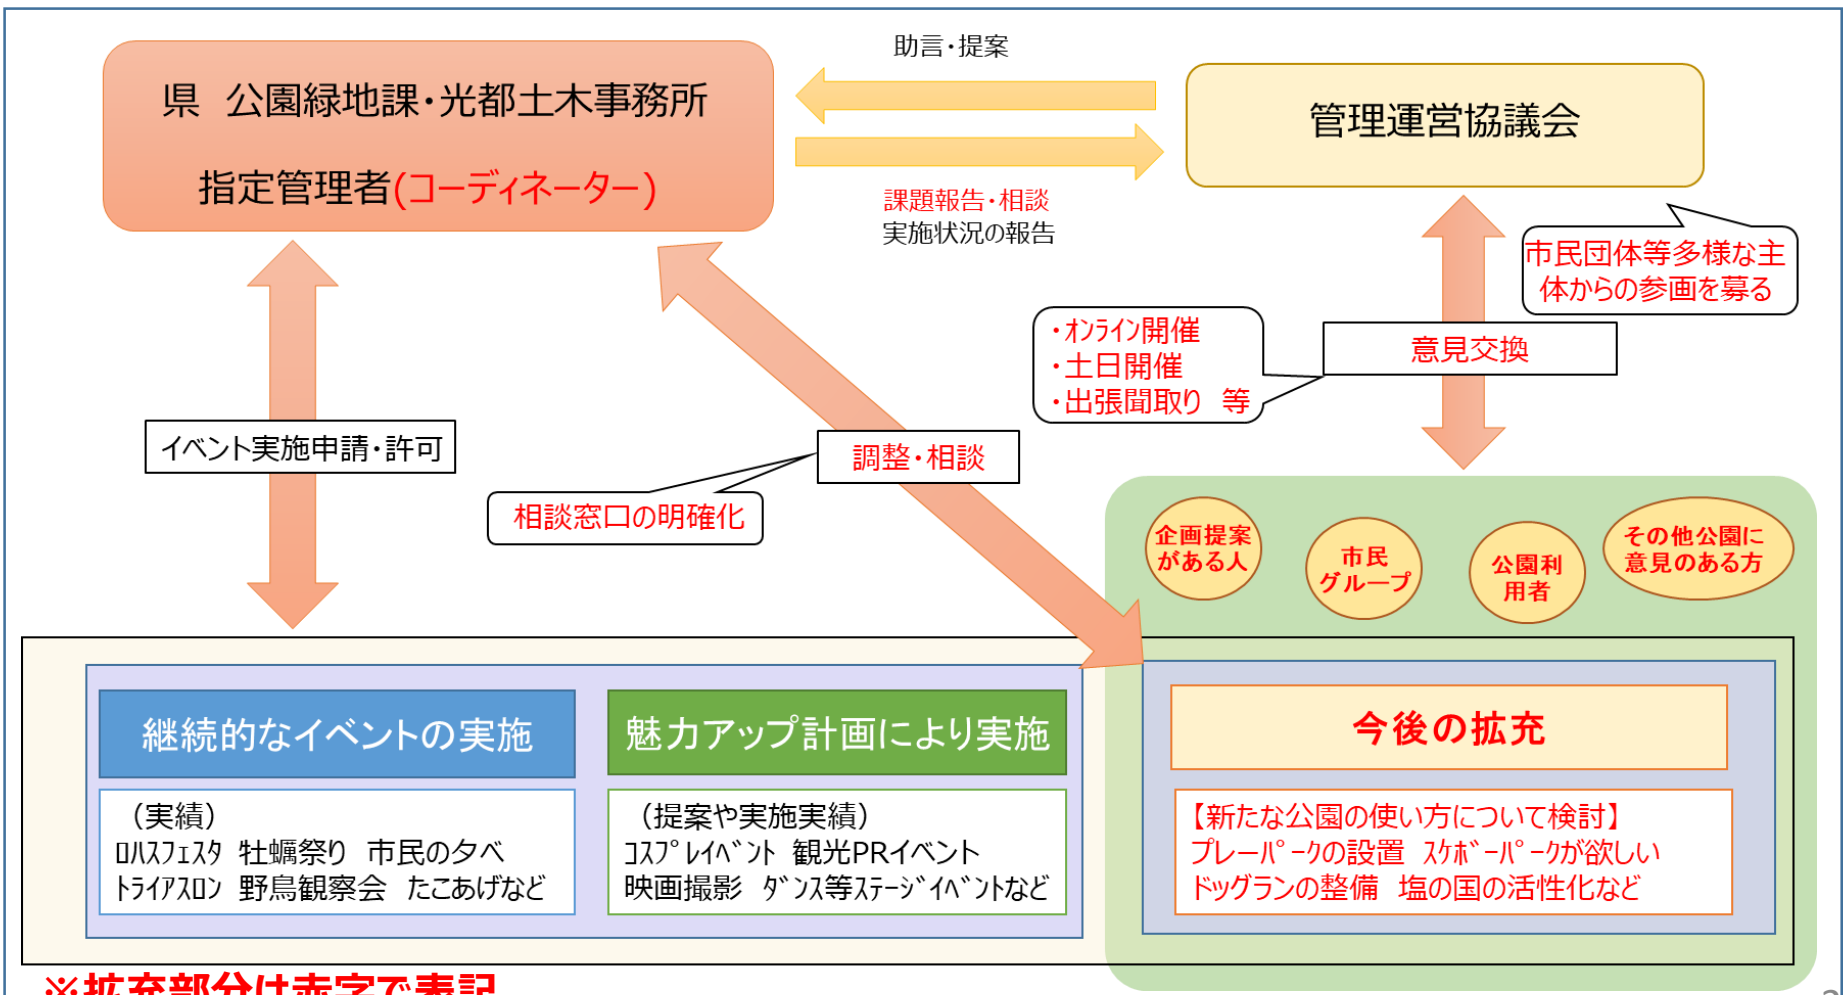 助言・提案
県 公園緑地課・光都土木事務所
指定管理者(コーディネーター)
管理運営協議会
課題報告・相談
実施状況の報告
市民団体等多様な主
体からの参画を募る
・オンライン開催
・土日開催
・出張聞取り 等
意見交換
イベント実施申請・許可
調整・相談
相談窓口の明確化
企画提案
がある人
市民
グループ
公園利
用者
その他公園に
意見のある方
継続的なイベントの実施
魅力アップ計画により実施
今後の拡充
（実績）
ロハスフェスタ 牡蠣祭り 市民の夕べ
トライアスロン 野鳥観察会 たこあげなど
（提案や実施実績）
コスプレイベント 観光PRイベント
映画撮影 ダンス等ステージイベントなど
【新たな公園の使い方について検討】
プレーパークの設置 スケボーパークが欲しい
ドッグランの整備 塩の国の活性化など
※拡充部分は赤字で表記